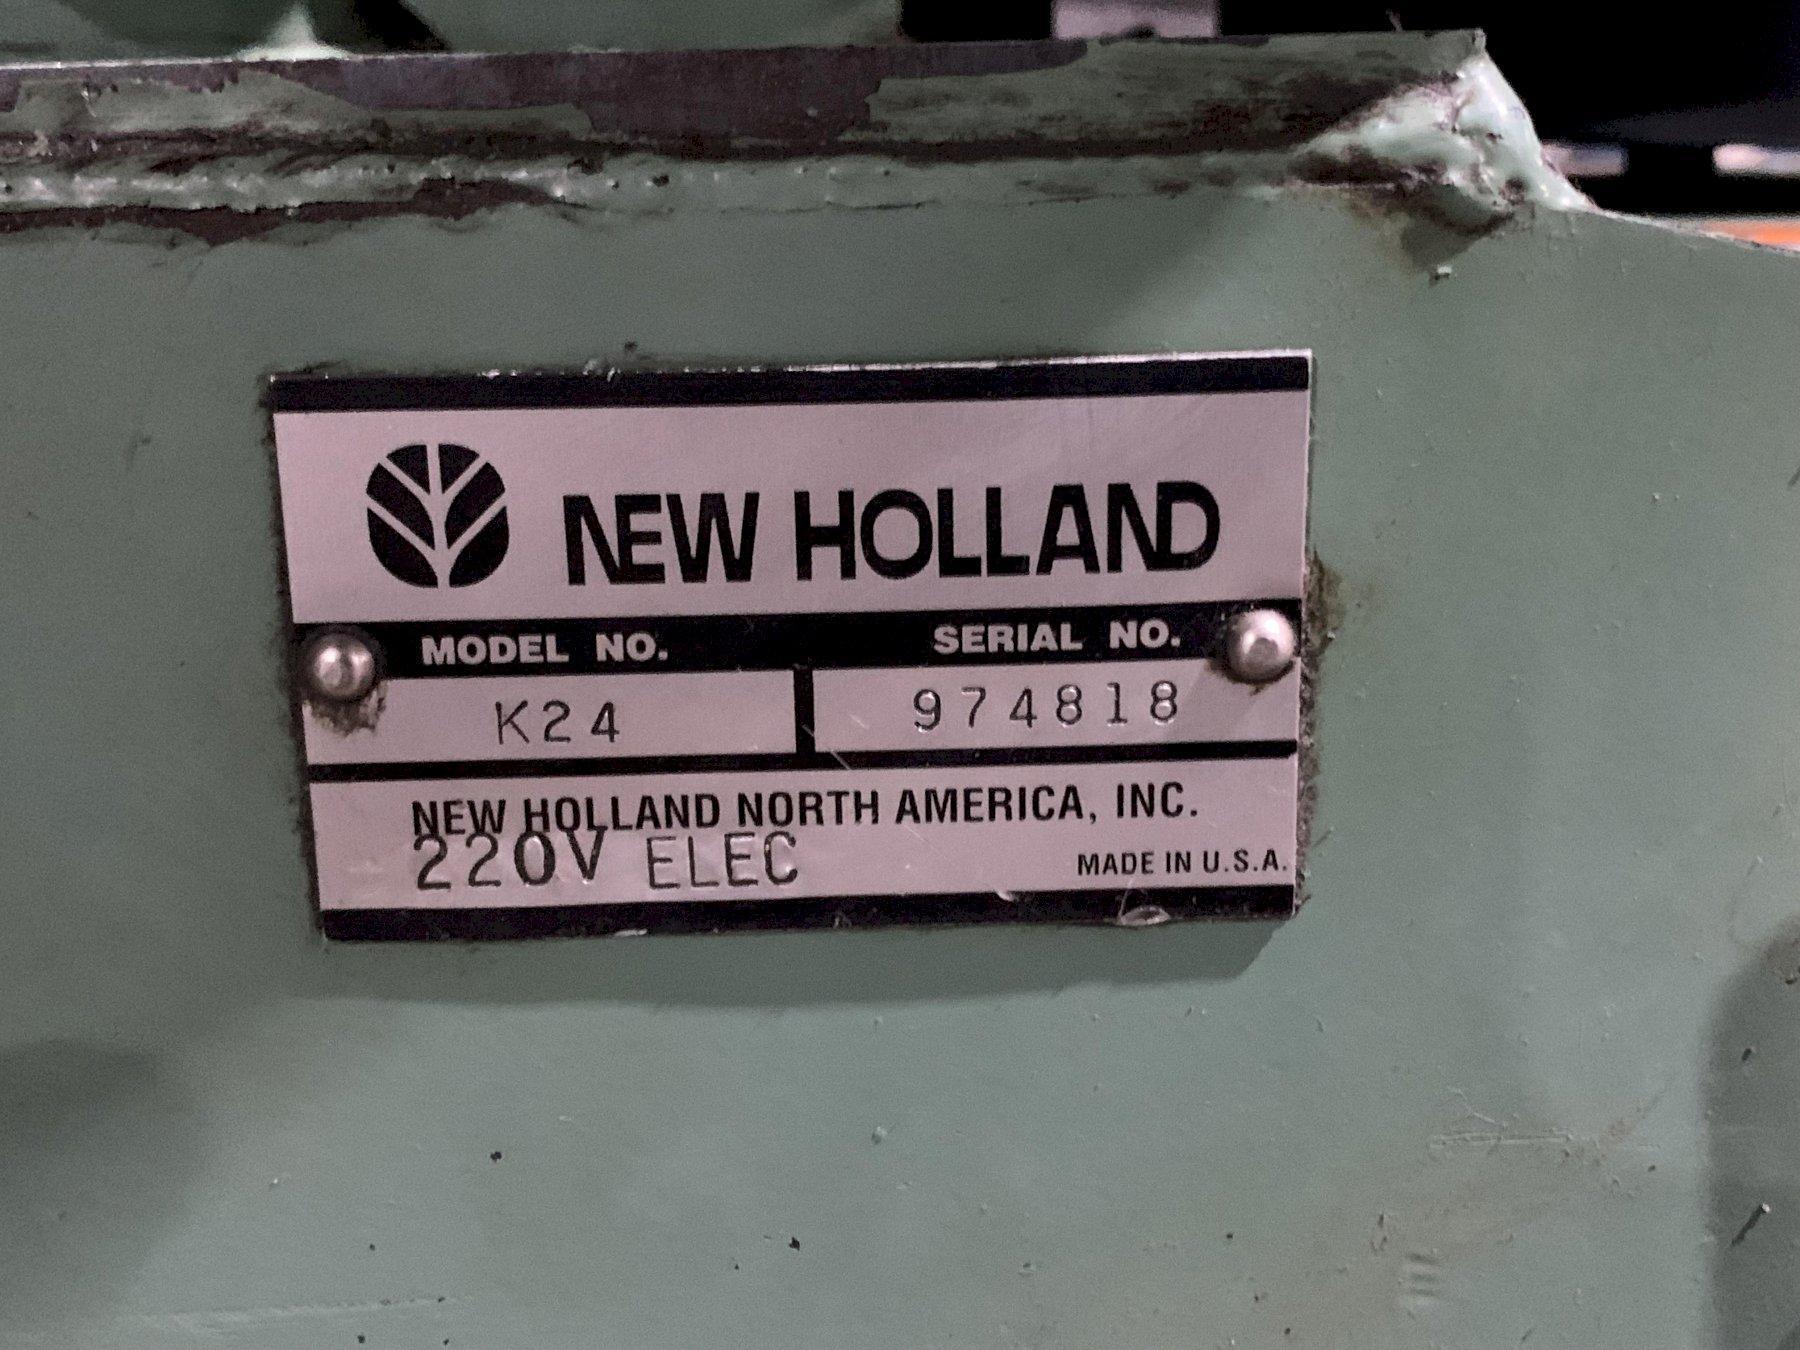 NEW HOLLAND
MODEL NO. SERIAL NO.
K24 974818
NEW HOLLAND NORTH AMERICA, INC.
220V ELEC MADE IN U.S.A.